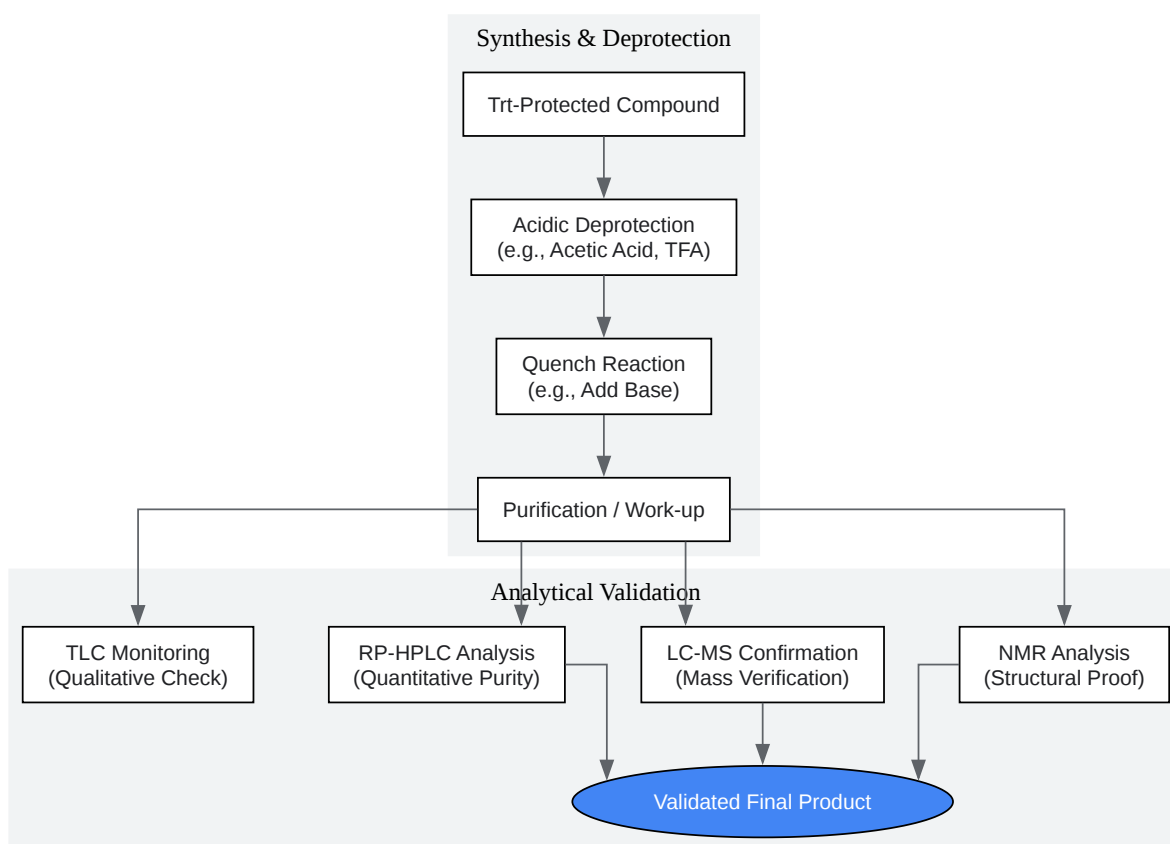 Synthesis & Deprotection
Trt-Protected Compound
Acidic Deprotection
(e.g., Acetic Acid, TFA)
Quench Reaction
(e.g., Add Base)
Purification / Work-up
Analytical Validation
TLC Monitoring
(Qualitative Check)
RP-HPLC Analysis
(Quantitative Purity)
LC-MS Confirmation
(Mass Verification)
NMR Analysis
(Structural Proof)
Validated Final Product